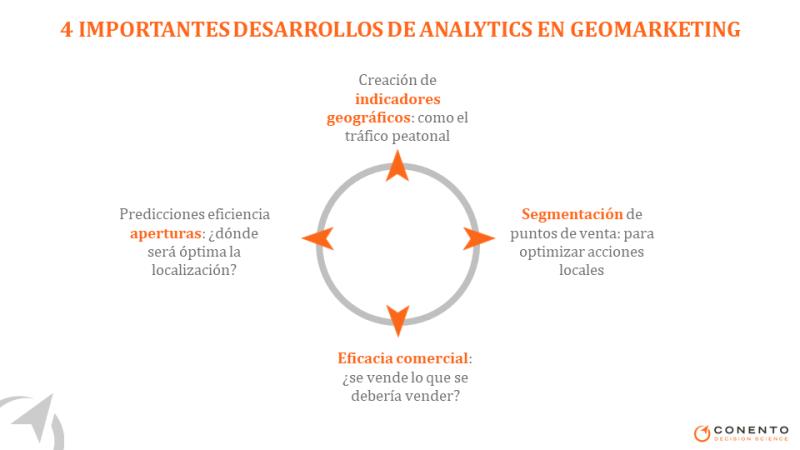 4 IMPORTANTES DESARROLLOS DE ANALYTICS EN GEOMARKETING
Creación de
indicadores
geográficos: como el
tráfico peatonal
Predicciones eficiencia
aperturas: ¿dónde
será óptima la
localización?
Segmentación de
puntos de venta: para
optimizar acciones
locales
Eficacia comercial:
¿se vende lo que se
debería vender?
CONENTO
DECISION SCIENCE